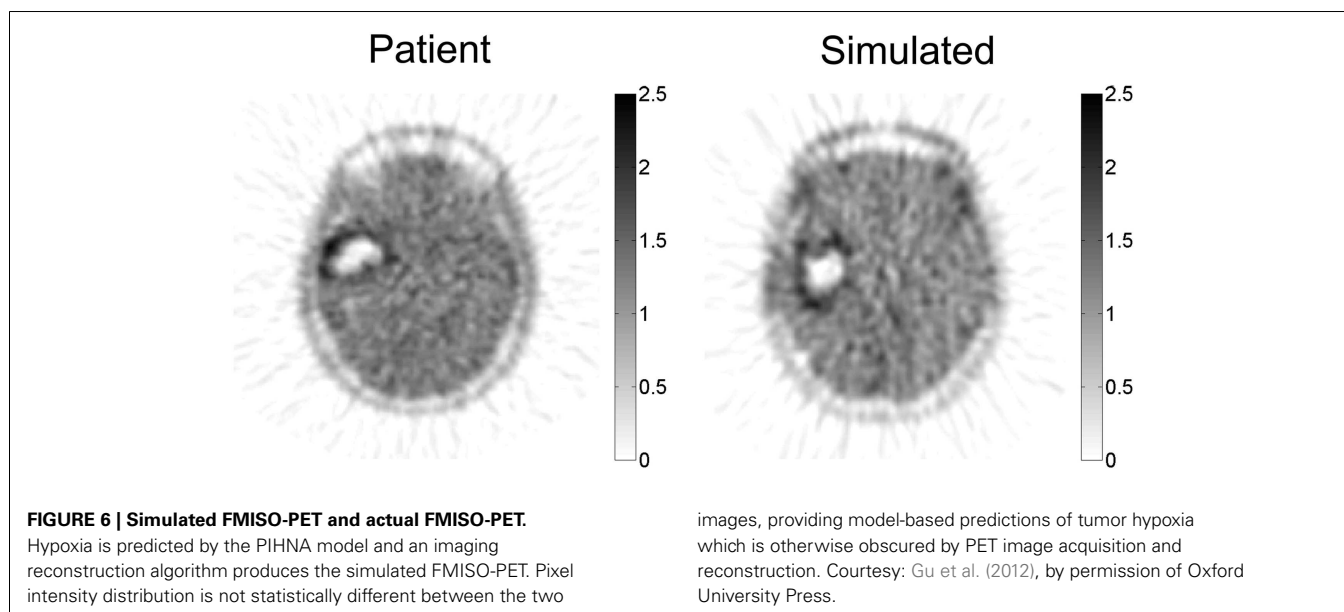 Patient
Simulated
2.5
2
1.5
1
0.5
0
2.5
2
1.5
1
0.5
0
FIGURE 6 | Simulated FMISO-PET and actual FMISO-PET.
Hypoxia is predicted by the PIHNA model and an imaging
reconstruction algorithm produces the simulated FMISO-PET. Pixel
intensity distribution is not statistically different between the two
images, providing model-based predictions of tumor hypoxia
which is otherwise obscured by PET image acquisition and
reconstruction. Courtesy: Gu et al. (2012), by permission of Oxford
University Press.